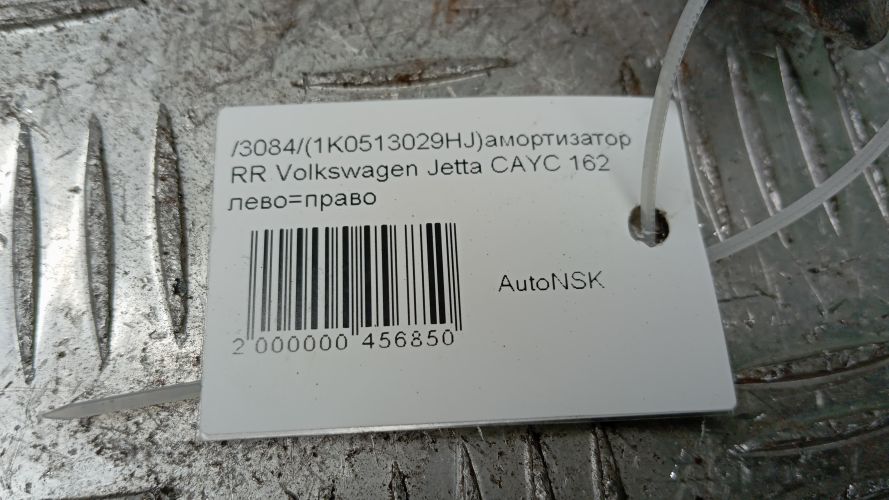 /3084/(1K0513029HJ)амортизатор
RR Volkswagen Jetta CAYC 162
лево=право
AutoNSK
2 000000 456850